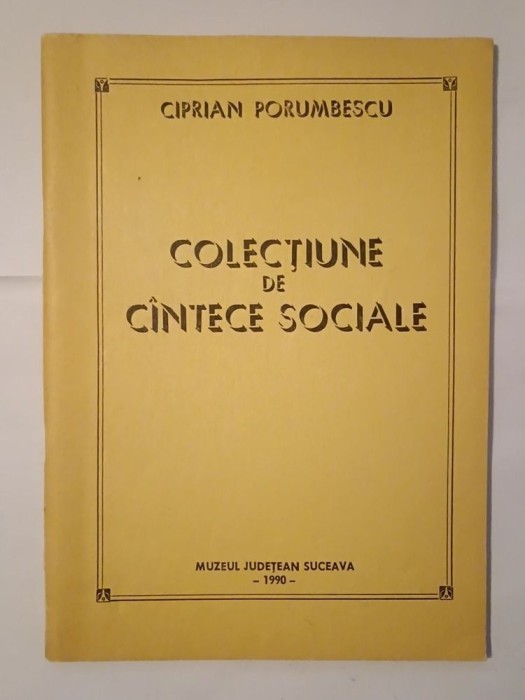 CIPRIAN PORUMBESCU
COLECȚIUNE
DE
CÎNTECE SOCIALE
MUZEUL JUDEȚEAN SUCEAVA
– 1990 –